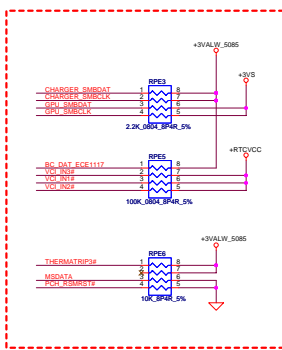 +3VALW_5085
+3VS
RPE3
CHARGER_SMBDAT 1 8
CHARGER_SMBCLK 2 7
GPU_SMBDAT 3 6
GPU_SMBCLK 4 5
2.2K_0804_8P4R_5%
+RTCVCC
RPE5
BC_DAT_ECE1117 1 8
VCI_IN3# 2 7
VCI_IN1# 3 6
VCI_IN2# 4 5
100K_0804_8P4R_5%
+3VALW_5085
RPE6
THERMATRIP3# 1 8
2 7
MSDATA 3 6
PCH_RSMRST# 4 5
10K_8P4R_5%